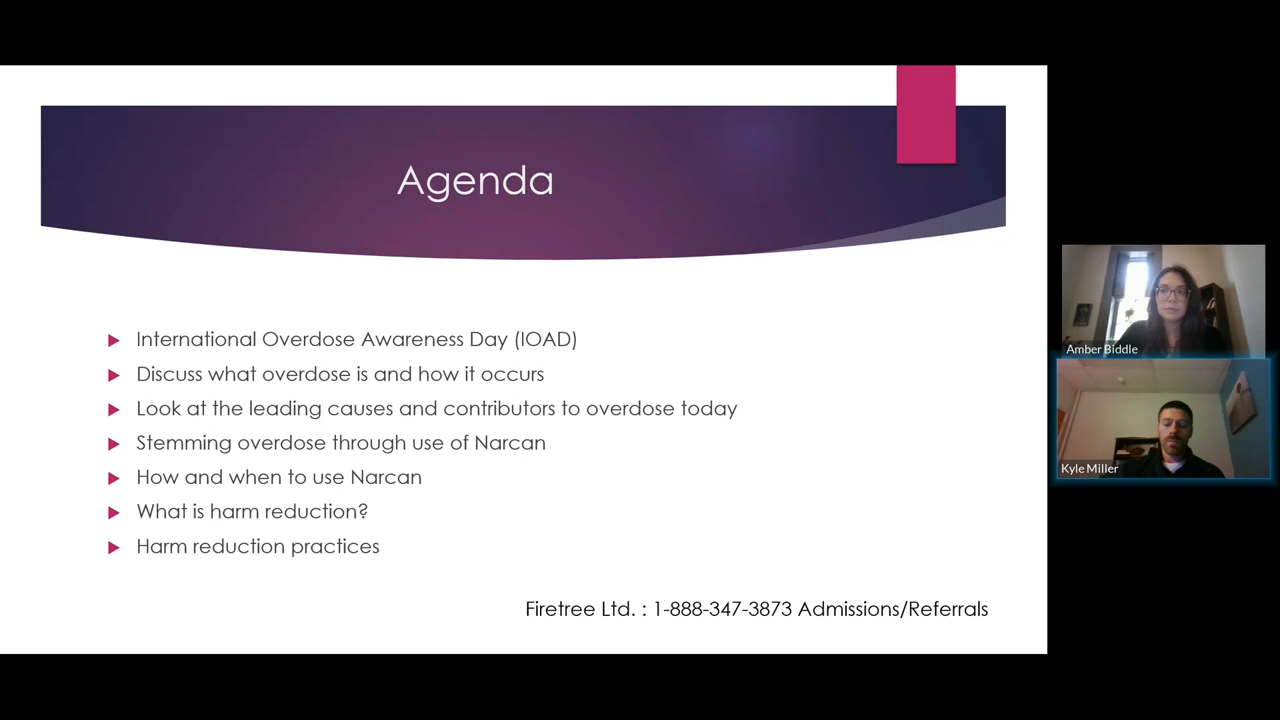 Agenda
International Overdose Awareness Day (IOAD)
Discuss what overdose is and how it occurs
Look at the leading causes and contributors to overdose today
Stemming overdose through use of Narcan
How and when to use Narcan
What is harm reduction?
Harm reduction practices
Firetree Ltd. : 1-888-347-3873 Admissions/Referrals
Amber Biddle
Kyle Miller